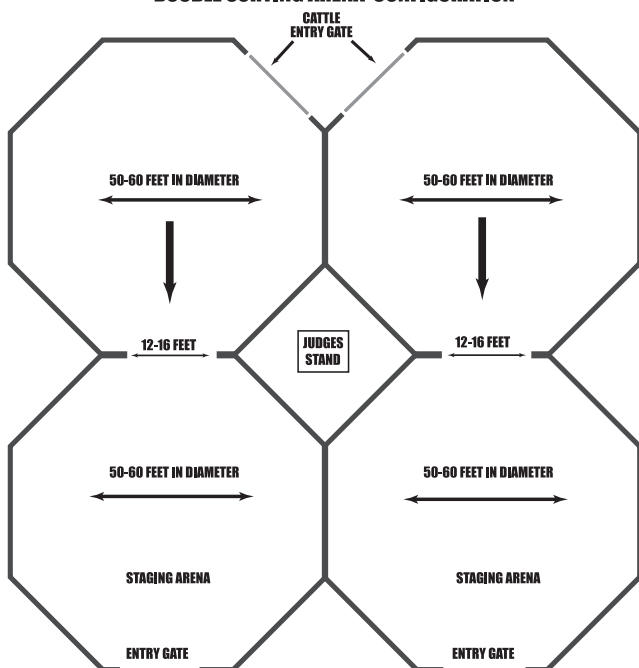 CATTLE
ENTRY GATE
50-60 FEET IN DIAMETER
50-60 FEET IN DIAMETER
12-16 FEET
JUDGES
STAND
12-16 FEET
50-60 FEET IN DIAMETER
50-60 FEET IN DIAMETER
STAGING ARENA
STAGING ARENA
ENTRY GATE
ENTRY GATE